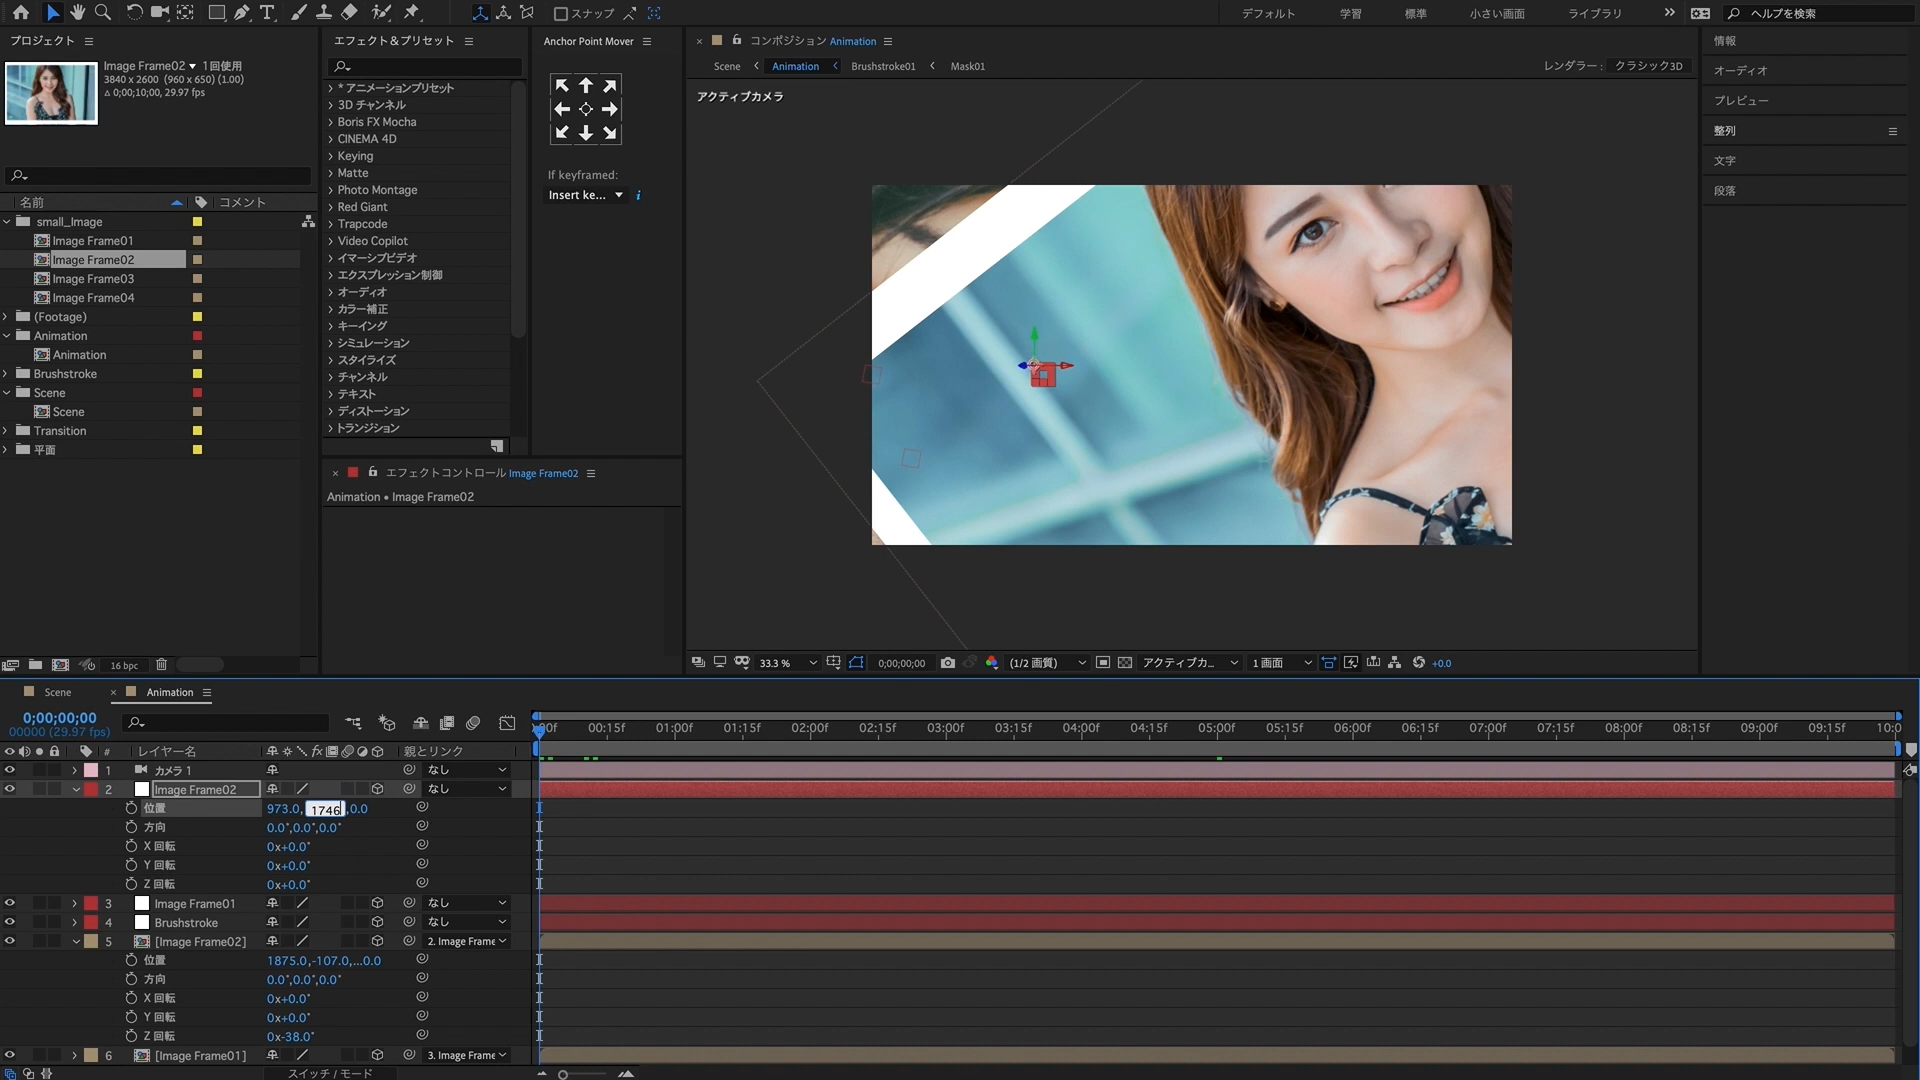 スナップ
デフォルト
学習
標準
小さい画面
ライブラリ
ヘルプを検索
プロジェクト
Image Frame02 ▼ 1回使用
3840 x 2600 (960 x 650) (1.00)
△ 0;00;10;00, 29.97 fps
名前
コメント
small_Image
Image Frame01
Image Frame02
Image Frame03
Image Frame04
(Footage)
Animation
Animation
Brushstroke
Scene
Scene
Transition
平面
16 bpc
エフェクト＆プリセット
* アニメーションプリセット
3D チャンネル
Boris FX Mocha
CINEMA 4D
Keying
Matte
Photo Montage
Red Giant
Trapcode
Video Copilot
イマーシブビデオ
エクスプレッション制御
オーディオ
カラー補正
キーイング
シミュレーション
スタイライズ
チャンネル
テキスト
ディストーション
トランジション
エフェクトコントロール Image Frame02
Animation • Image Frame02
Anchor Point Mover
If keyframed:
Insert ke...
コンポジション Animation
Scene
Animation
Brushstroke01
Mask01
レンダラー :
クラシック3D
アクティブカメラ
33.3 %
0;00;00;00
(1/2 画質)
アクティブカ...
1 画面
+0.0
情報
オーディオ
プレビュー
整列
文字
段落
Scene
Animation
0;00;00;00
00000 (29.97 fps)
# レイヤー名
親とリンク
00:15f 01:00f 01:15f 02:00f 02:15f 03:00f 03:15f 04:00f 04:15f 05:00f 05:15f 06:00f 06:15f 07:00f 07:15f 08:00f 08:15f 09:00f 09:15f 10:0
1 カメラ 1 なし
2 Image Frame02 なし
位置 973.0, 1746 ,0.0
方向 0.0°,0.0°,0.0°
X 回転 0x+0.0°
Y 回転 0x+0.0°
Z 回転 0x+0.0°
3 Image Frame01 なし
4 Brushstroke なし
5 [Image Frame02] 2. Image Frame
位置 1875.0,-107.0,...0.0
方向 0.0°,0.0°,0.0°
X 回転 0x+0.0°
Y 回転 0x+0.0°
Z 回転 0x-38.0°
6 [Image Frame01] 3. Image Frame
スイッチ / モード